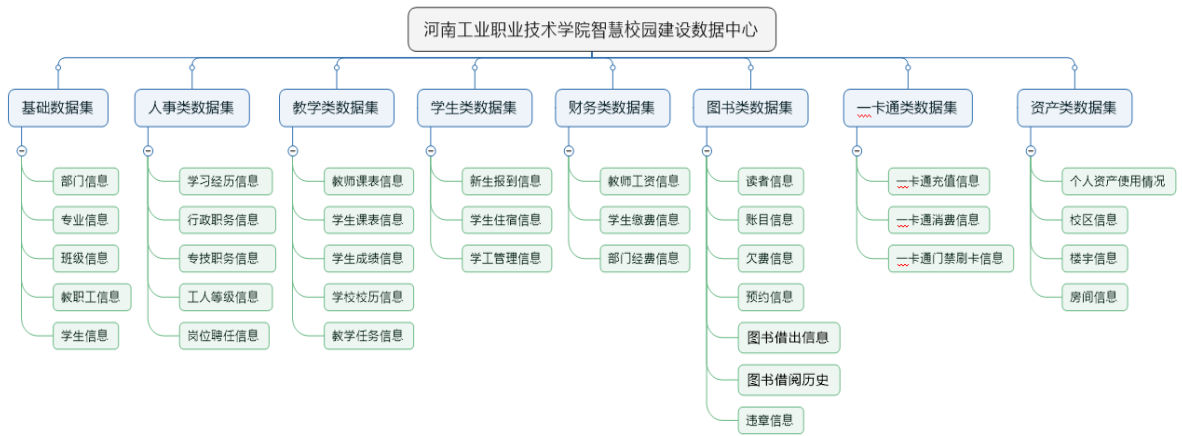 河南工业职业技术学院智慧校园建设数据中心
基础数据集
部门信息
专业信息
班级信息
教职工信息
学生信息
人事类数据集
学习经历信息
行政职务信息
专技职务信息
工人等级信息
岗位聘任信息
教学类数据集
教师课表信息
学生课表信息
学生成绩信息
学校校历信息
教学任务信息
学生类数据集
新生报到信息
学生住宿信息
学工管理信息
财务类数据集
教师工资信息
学生缴费信息
部门经费信息
图书类数据集
读者信息
账目信息
欠费信息
预约信息
图书借出信息
图书借阅历史
违章信息
一卡通类数据集
一卡通充值信息
一卡通消费信息
一卡通门禁刷卡信息
资产类数据集
个人资产使用情况
校区信息
楼宇信息
房间信息